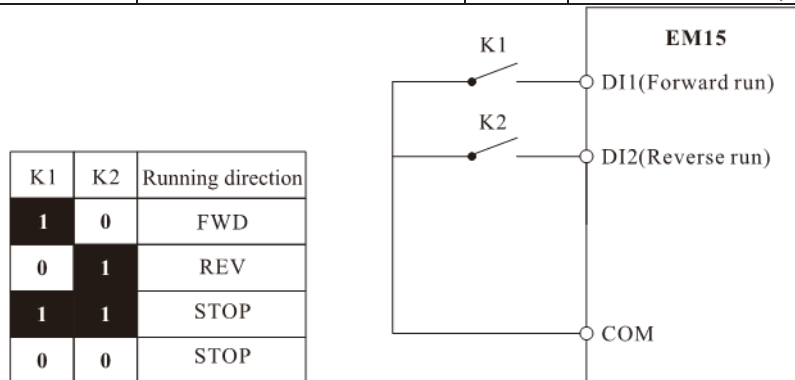 K1 K2 Running direction
1 0 FWD
0 1 REV
1 1 STOP
0 0 STOP
EM15
K1
DI1(Forward run)
K2
DI2(Reverse run)
COM